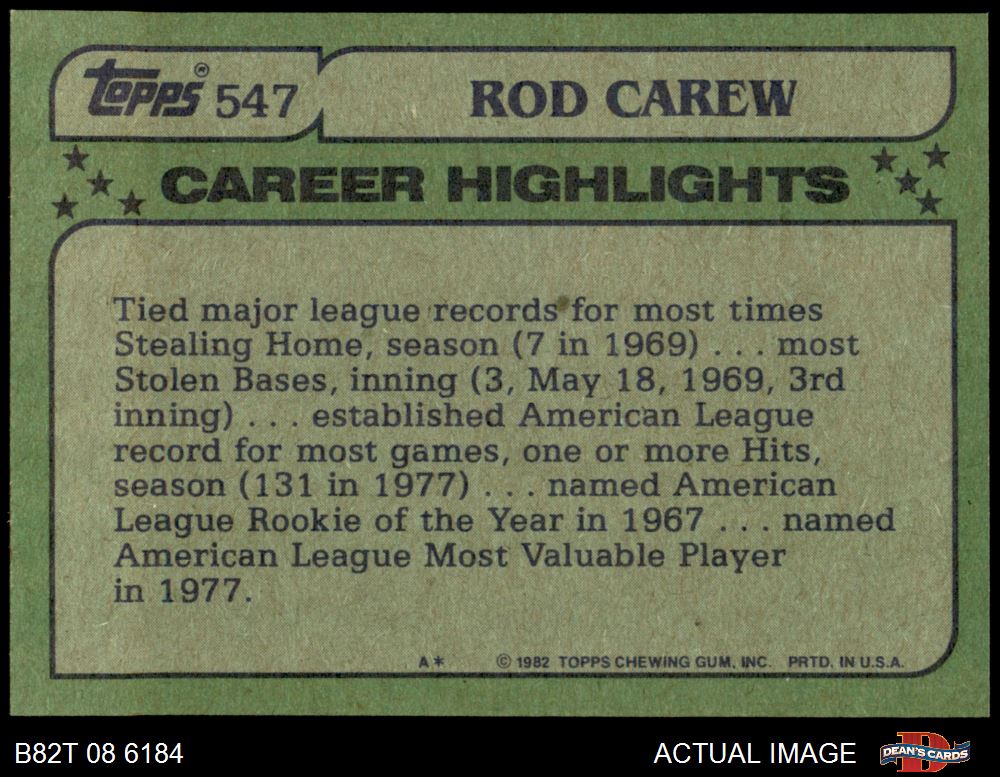 topps® 547
ROD CAREW
CAREER HIGHLIGHTS
Tied major league records for most times
Stealing Home, season (7 in 1969) . . . most
Stolen Bases, inning (3, May 18, 1969, 3rd
inning) . . . established American League
record for most games, one or more Hits,
season (131 in 1977) . . . named American
League Rookie of the Year in 1967 . . . named
American League Most Valuable Player
in 1977.
A* © 1982 TOPPS CHEWING GUM, INC. PRTD. IN U.S.A.
B82T 08 6184
ACTUAL IMAGE
D
DEAN'S CARDS